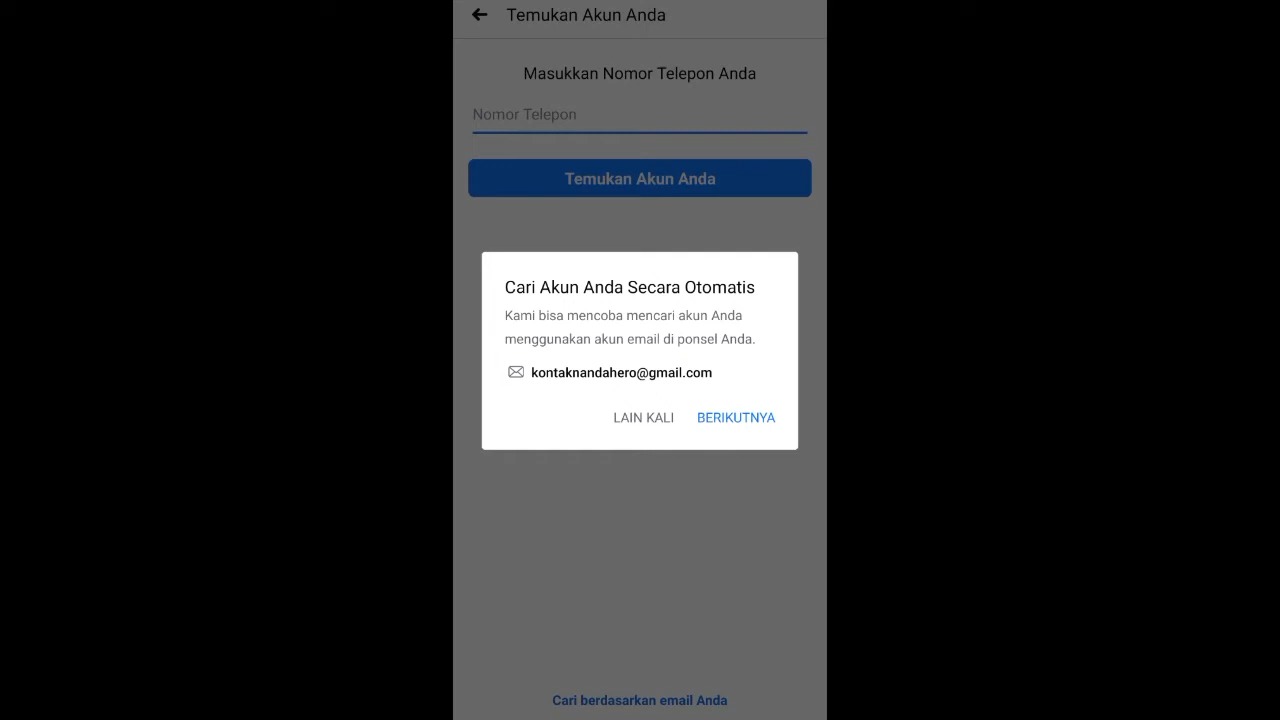 Temukan Akun Anda
Masukkan Nomor Telepon Anda
Nomor Telepon
Temukan Akun Anda
Cari Akun Anda Secara Otomatis
Kami bisa mencoba mencari akun Anda
menggunakan akun email di ponsel Anda.
kontaknandahero@gmail.com
LAIN KALI BERIKUTNYA
Cari berdasarkan email Anda